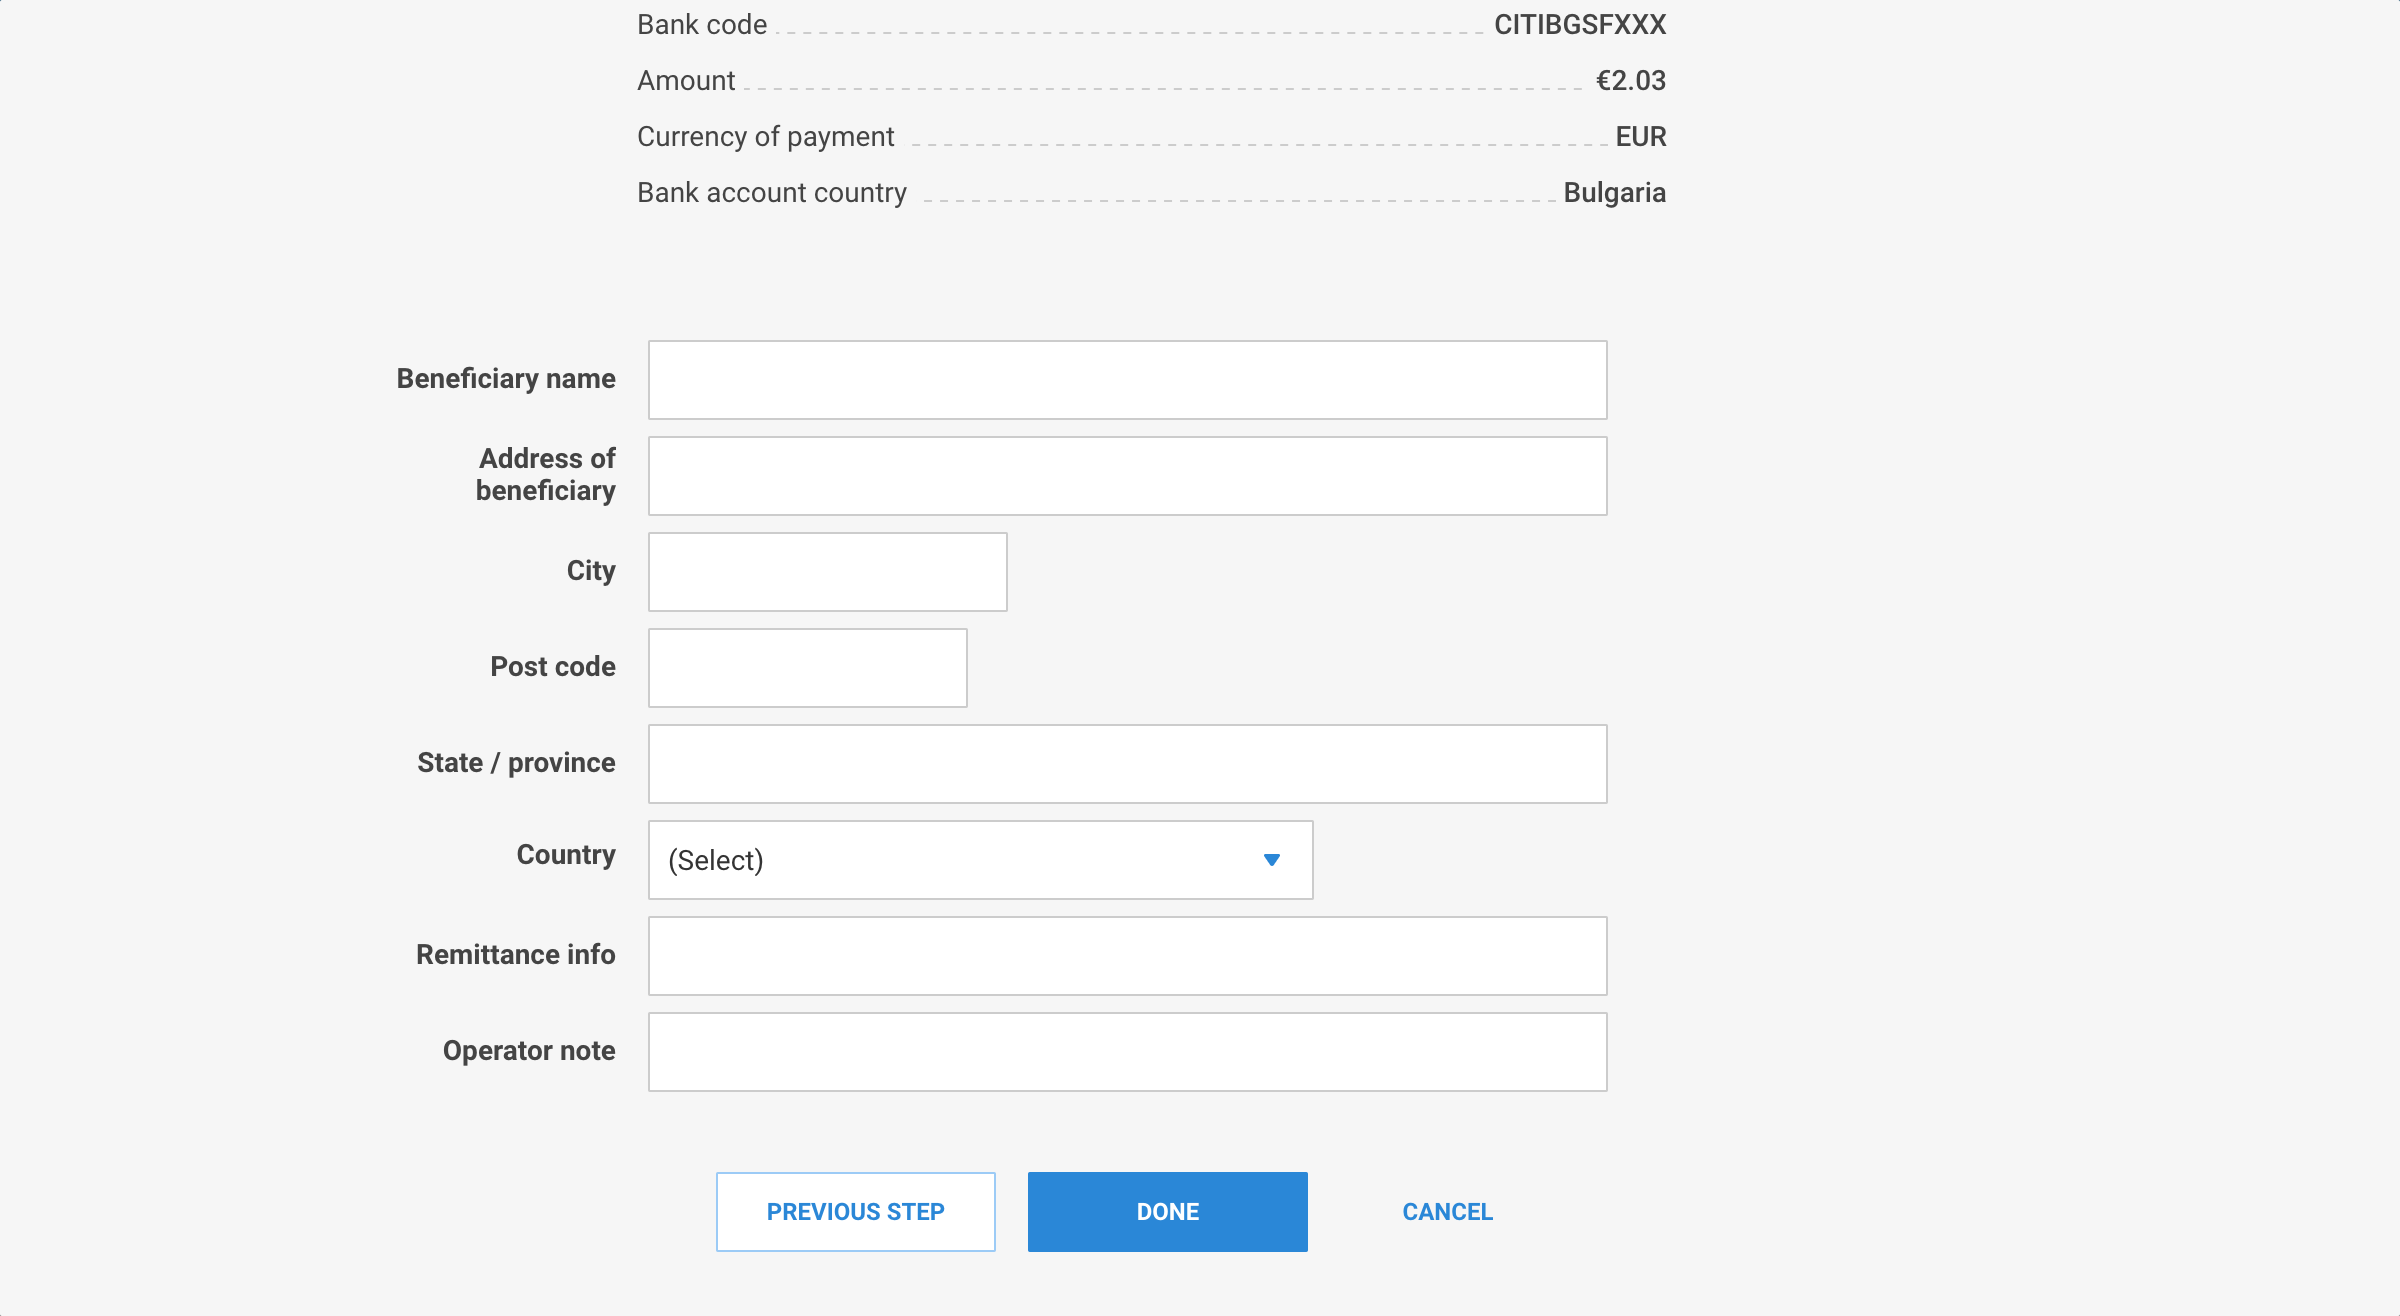 Bank code CITIBGSFXXX
Amount €2.03
Currency of payment EUR
Bank account country Bulgaria
Beneficiary name
Address of
beneficiary
City
Post code
State / province
Country (Select)
Remittance info
Operator note
PREVIOUS STEP DONE CANCEL